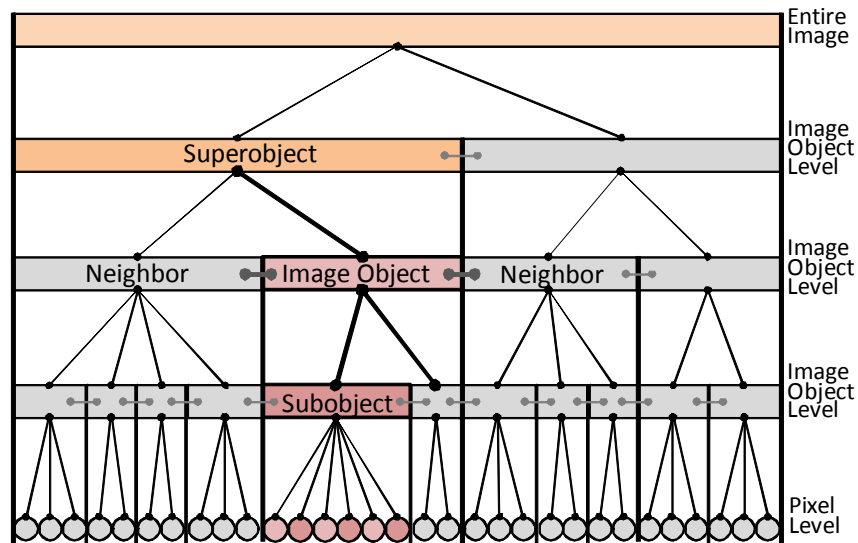 Entire
Image
Image
Object
Level
Superobject
Image
Object
Level
Neighbor
Image Object
Neighbor
Image
Object
Level
Subobject
Pixel
Level